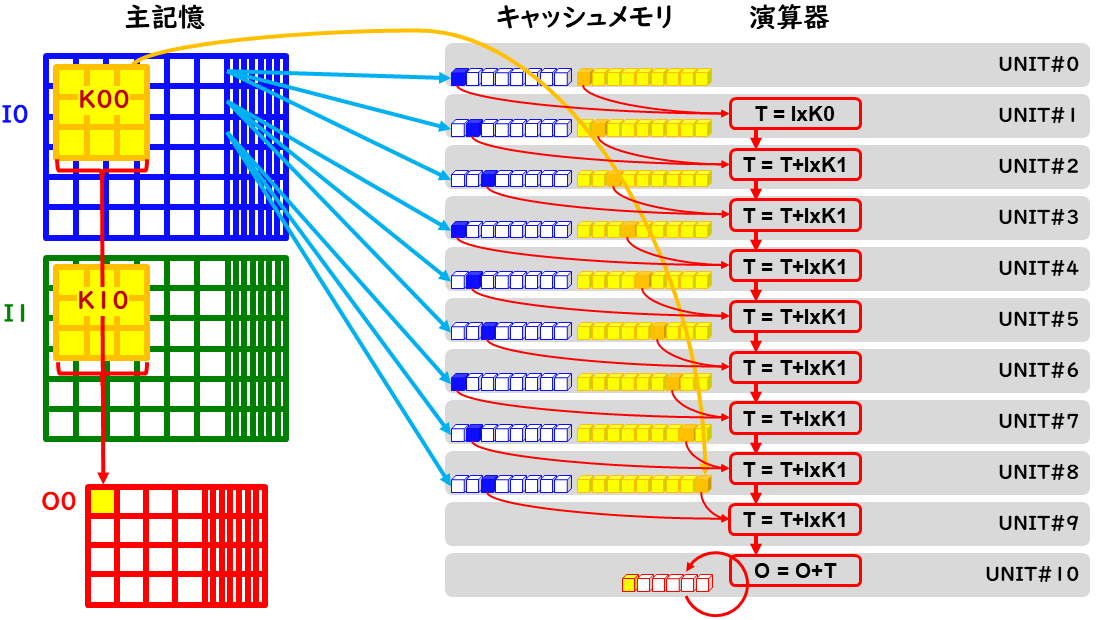 主記憶
キャッシュメモリ
演算器
I0
K00
I1
K10
O0
UNIT#0
T = IxK0
UNIT#1
T = T+IxK1
UNIT#2
T = T+IxK1
UNIT#3
T = T+IxK1
UNIT#4
T = T+IxK1
UNIT#5
T = T+IxK1
UNIT#6
T = T+IxK1
UNIT#7
T = T+IxK1
UNIT#8
T = T+IxK1
UNIT#9
O = O+T
UNIT#10